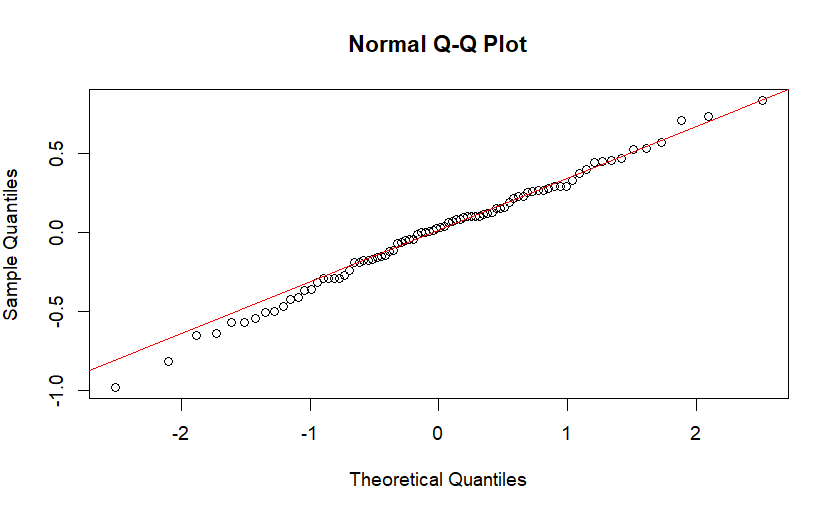 Normal Q-Q Plot
Sample Quantiles
0.5
0.0
-0.5
-1.0
-2 -1 0 1 2
Theoretical Quantiles